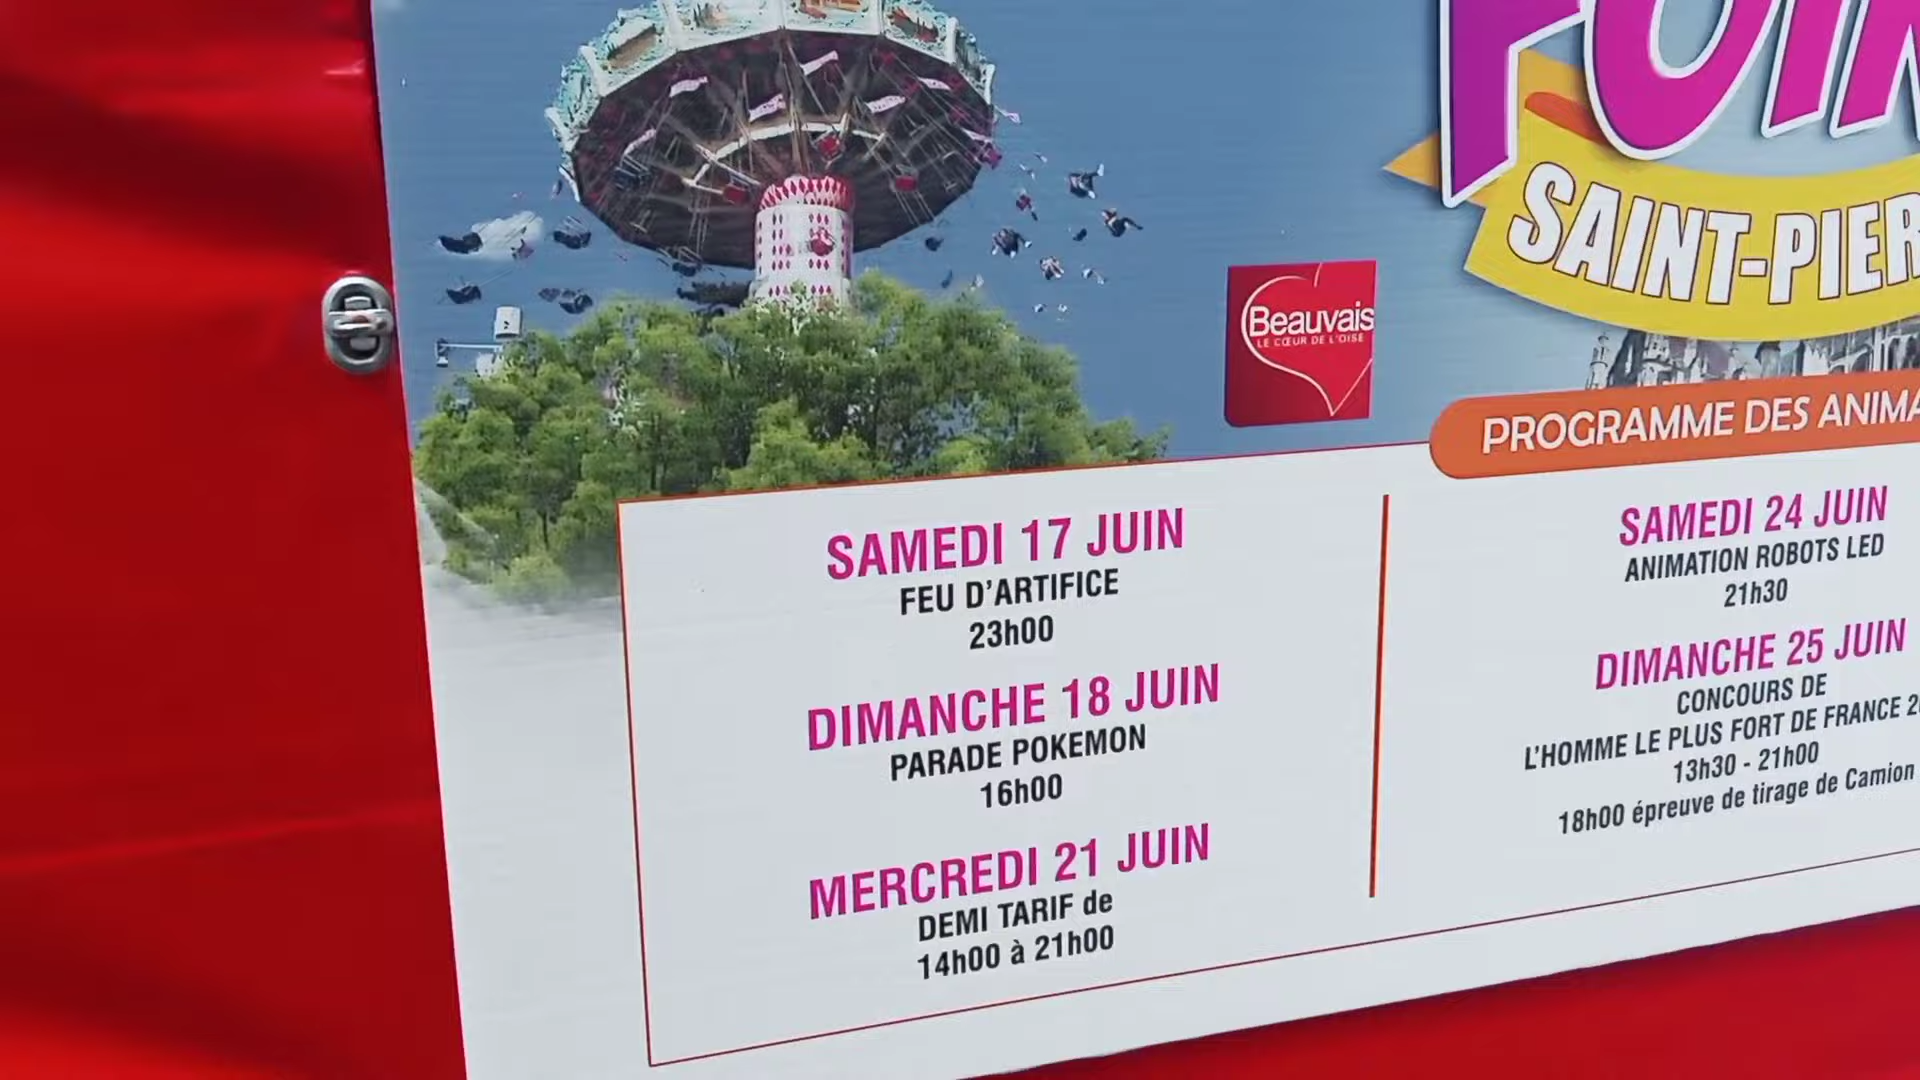 SAINT-PIER
Beauvais
LE CŒUR DE L'OISE
PROGRAMME DES
SAMEDI 17 JUIN
FEU D'ARTIFICE
23h00
DIMANCHE 18 JUIN
PARADE POKEMON
16h00
MERCREDI 21 JUIN
DEMI TARIF de
14h00 à 21h00
SAMEDI 24 JUIN
ANIMATION ROBOTS LED
21h30
DIMANCHE 25 JUIN
CONCOURS DE
L'HOMME LE PLUS FORT DE FRANCE
13h30 - 21h00
18h00 épreuve de tirage de Camion